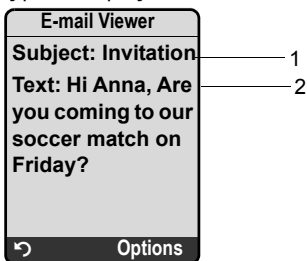 E-mail Viewer
Subject: Invitation
1
Text: Hi Anna, Are
2
you coming to our
soccer match on
Friday?
Options